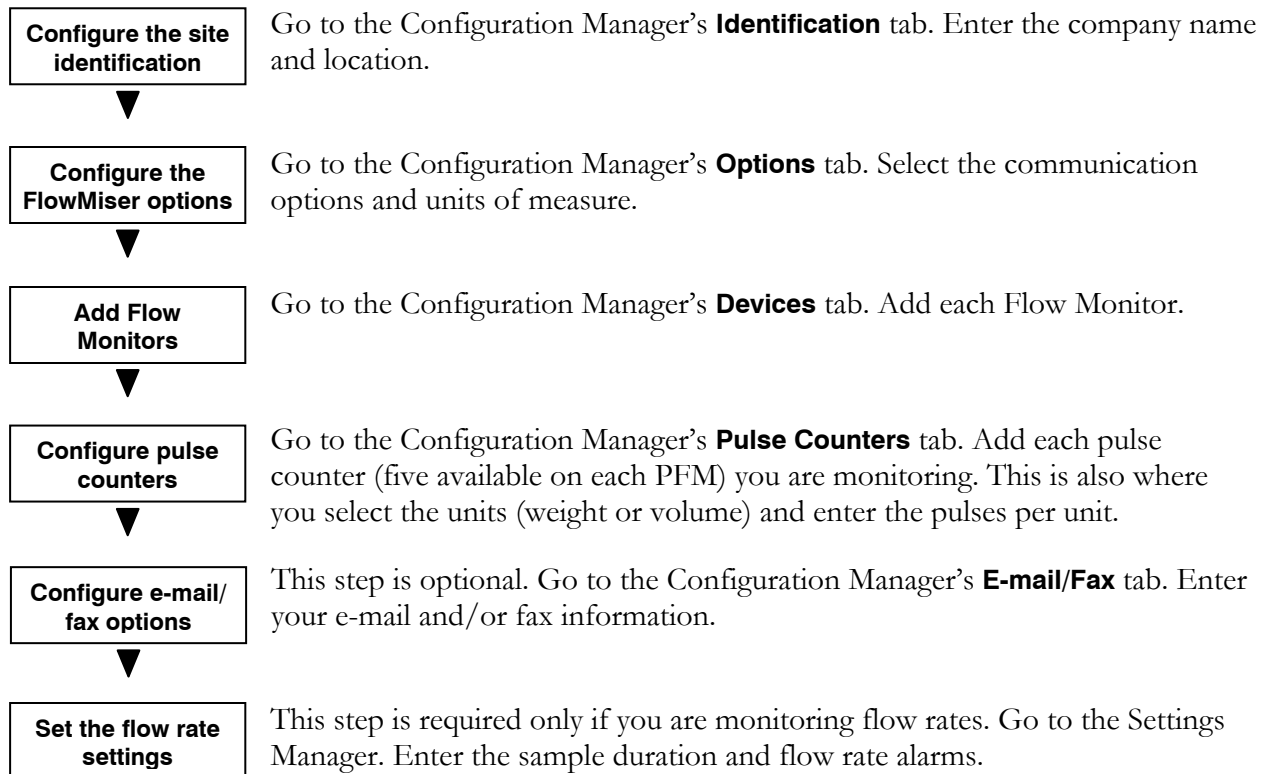 Configure the site
identification
Go to the Configuration Manager’s Identification tab. Enter the company name
and location.
Configure the
FlowMiser options
Go to the Configuration Manager’s Options tab. Select the communication
options and units of measure.
Add Flow
Monitors
Go to the Configuration Manager’s Devices tab. Add each Flow Monitor.
Configure pulse
counters
Go to the Configuration Manager’s Pulse Counters tab. Add each pulse
counter (five available on each PFM) you are monitoring. This is also where
you select the units (weight or volume) and enter the pulses per unit.
Configure e-mail/
fax options
This step is optional. Go to the Configuration Manager’s E-mail/Fax tab. Enter
your e-mail and/or fax information.
Set the flow rate
settings
This step is required only if you are monitoring flow rates. Go to the Settings
Manager. Enter the sample duration and flow rate alarms.